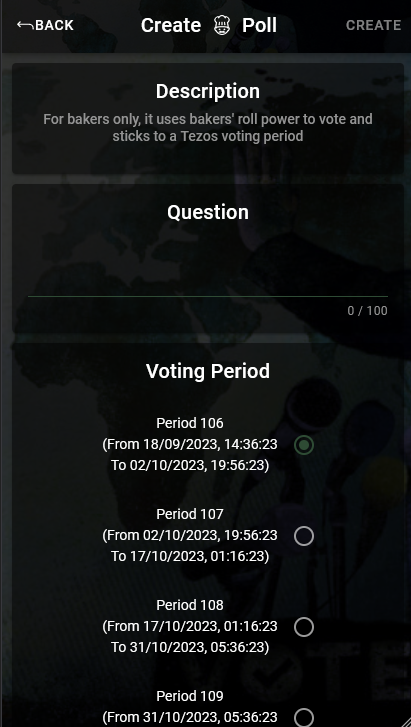 BACK
Create Poll
CREATE
Description
For bakers only, it uses bakers' roll power to vote and
sticks to a Tezos voting period
Question
0 / 100
Voting Period
Period 106
(From 18/09/2023, 14:36:23
To 02/10/2023, 19:56:23)
Period 107
(From 02/10/2023, 19:56:23
To 17/10/2023, 01:16:23)
Period 108
(From 17/10/2023, 01:16:23
To 31/10/2023, 05:36:23)
VOTE
Period 109
(From 31/10/2023, 05:36:23